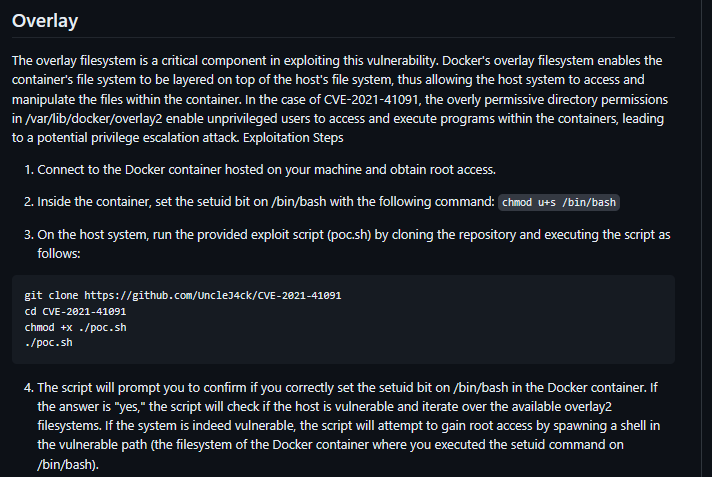 Overlay
The overlay filesystem is a critical component in exploiting this vulnerability. Docker's overlay filesystem enables the
container's file system to be layered on top of the host's file system, thus allowing the host system to access and
manipulate the files within the container. In the case of CVE-2021-41091, the overly permissive directory permissions
in /var/lib/docker/overlay2 enable unprivileged users to access and execute programs within the containers, leading
to a potential privilege escalation attack. Exploitation Steps
1. Connect to the Docker container hosted on your machine and obtain root access.
2. Inside the container, set the setuid bit on /bin/bash with the following command: chmod u+s /bin/bash
3. On the host system, run the provided exploit script (poc.sh) by cloning the repository and executing the script as
follows:
git clone https://github.com/UncleJ4ck/CVE-2021-41091
cd CVE-2021-41091
chmod +x ./poc.sh
./poc.sh
4. The script will prompt you to confirm if you correctly set the setuid bit on /bin/bash in the Docker container. If
the answer is "yes," the script will check if the host is vulnerable and iterate over the available overlay2
filesystems. If the system is indeed vulnerable, the script will attempt to gain root access by spawning a shell in
the vulnerable path (the filesystem of the Docker container where you executed the setuid command on
/bin/bash).